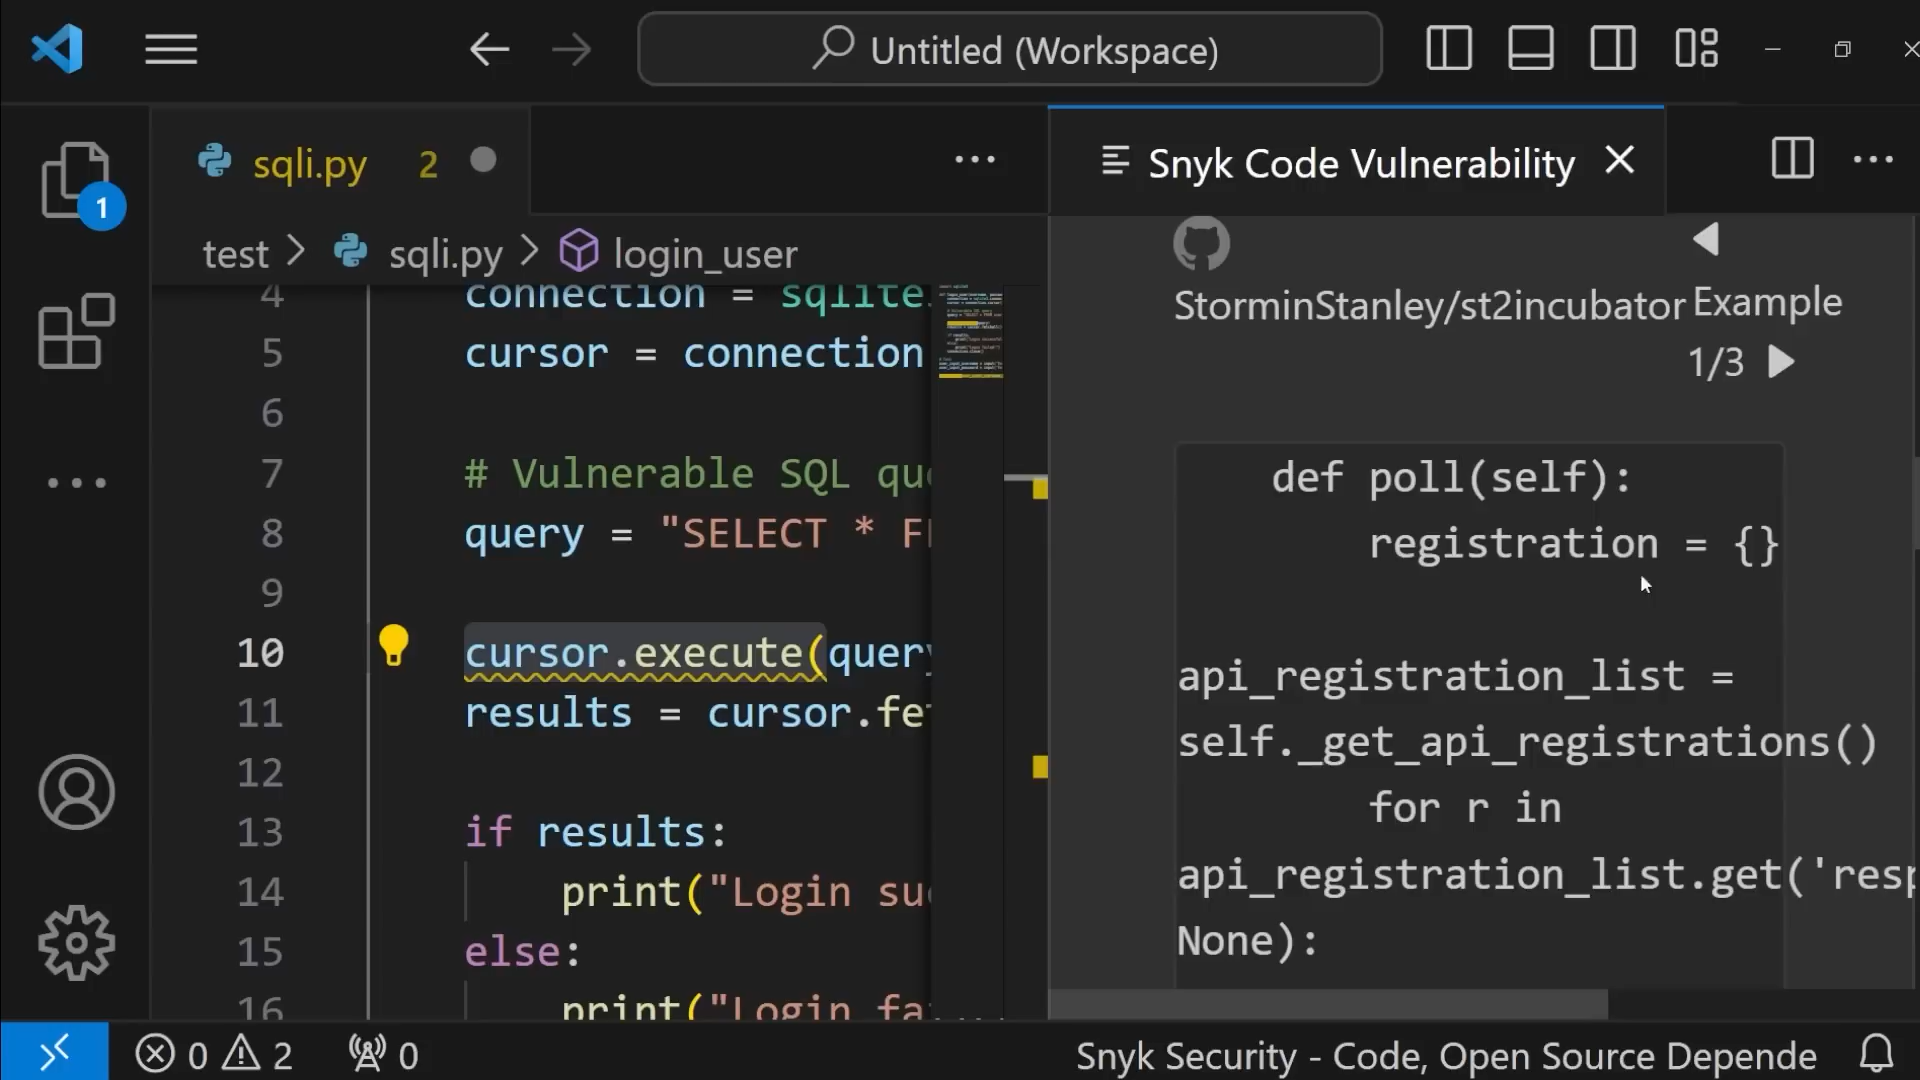 Untitled (Workspace)
sqli.py 2
Snyk Code Vulnerability
1
test > sqli.py > login_user
4 connection = sqlite
5 cursor = connection
6
7 # Vulnerable SQL qu
8 query = "SELECT * F
9
10 cursor.execute(query
11 results = cursor.fe
12
13 if results:
14 print("Login su
15 else:
16 print("Login fa
StorminStanley/st2incubator
Example
1/3
def poll(self):
registration = {}
api_registration_list =
self._get_api_registrations()
for r in
api_registration_list.get('resp
None):
0 2 0
Snyk Security - Code, Open Source Depende